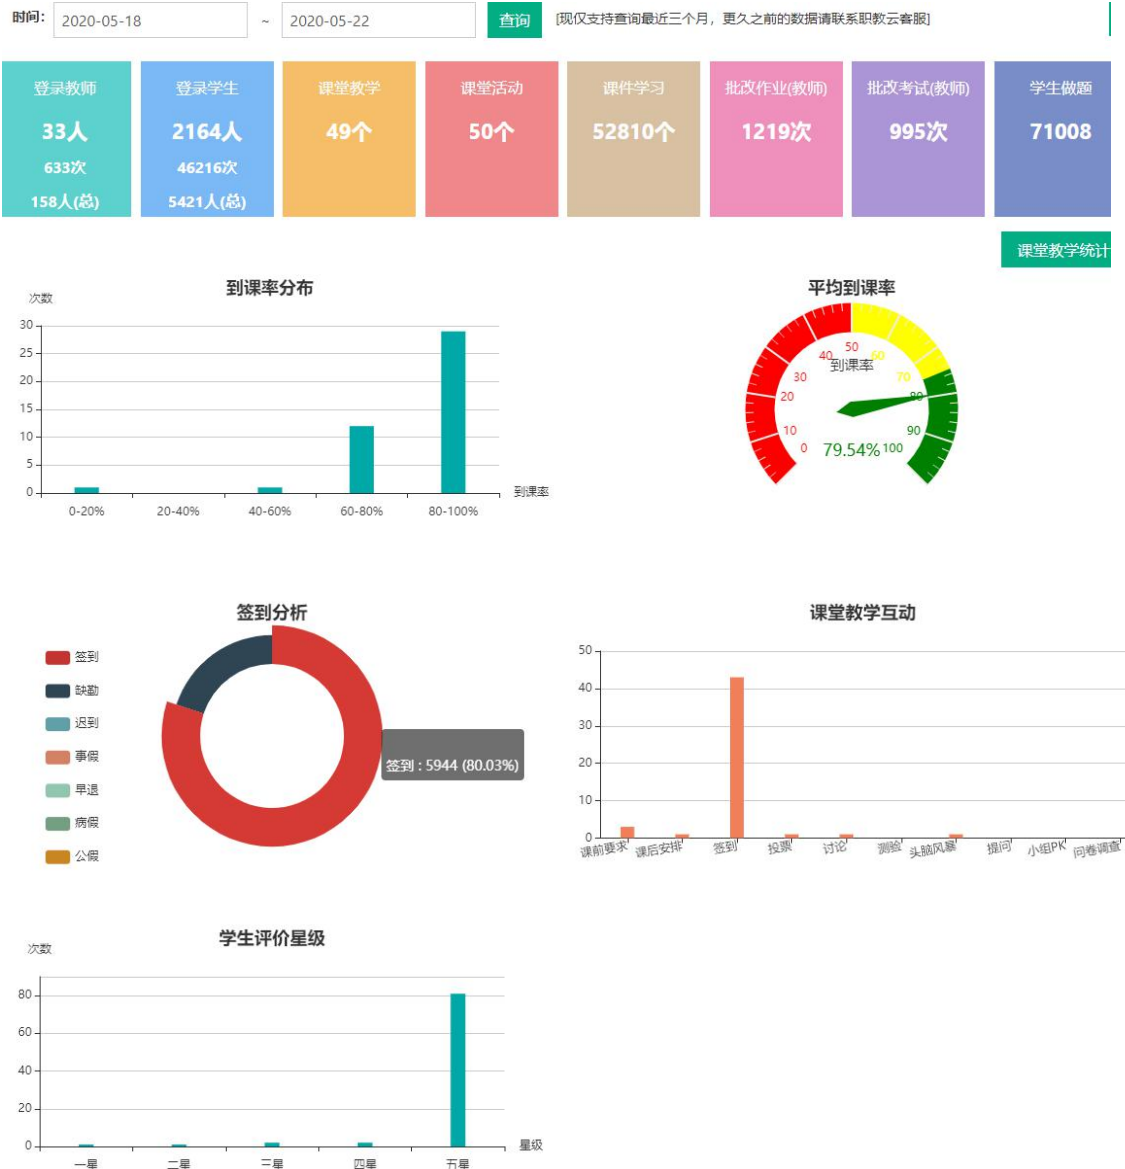 时间: 2020-05-18 ~ 2020-05-22 查询 [现仅支持查询最近三个月，更久之前的数据请联系职教云客服]
登录教师 登录学生 课堂教学 课堂活动 课件学习 批改作业(教师) 批改考试(教师) 学生做题
33人 2164人 49个 50个 52810个 1219次 995次 71008
633次 46216次
158人(总) 5421人(总)
课堂教学统计
到课率分布
次数
30
25
20
15
10
5
0
到课率
0-20% 20-40% 40-60% 60-80% 80-100%
平均到课率
50
40 60
到课率
30 70
20 80
10 90
0 79.54% 100
签到分析
签到
缺勤
迟到
事假
早退
病假
公假
签到 : 5944 (80.03%)
课堂教学互动
50
40
30
20
10
0
课前要求 课后安排 签到 投票 讨论 测验 头脑风暴 提问 小组PK 问卷调查
学生评价星级
次数
80
60
40
20
0
星级
一星 二星 三星 四星 五星